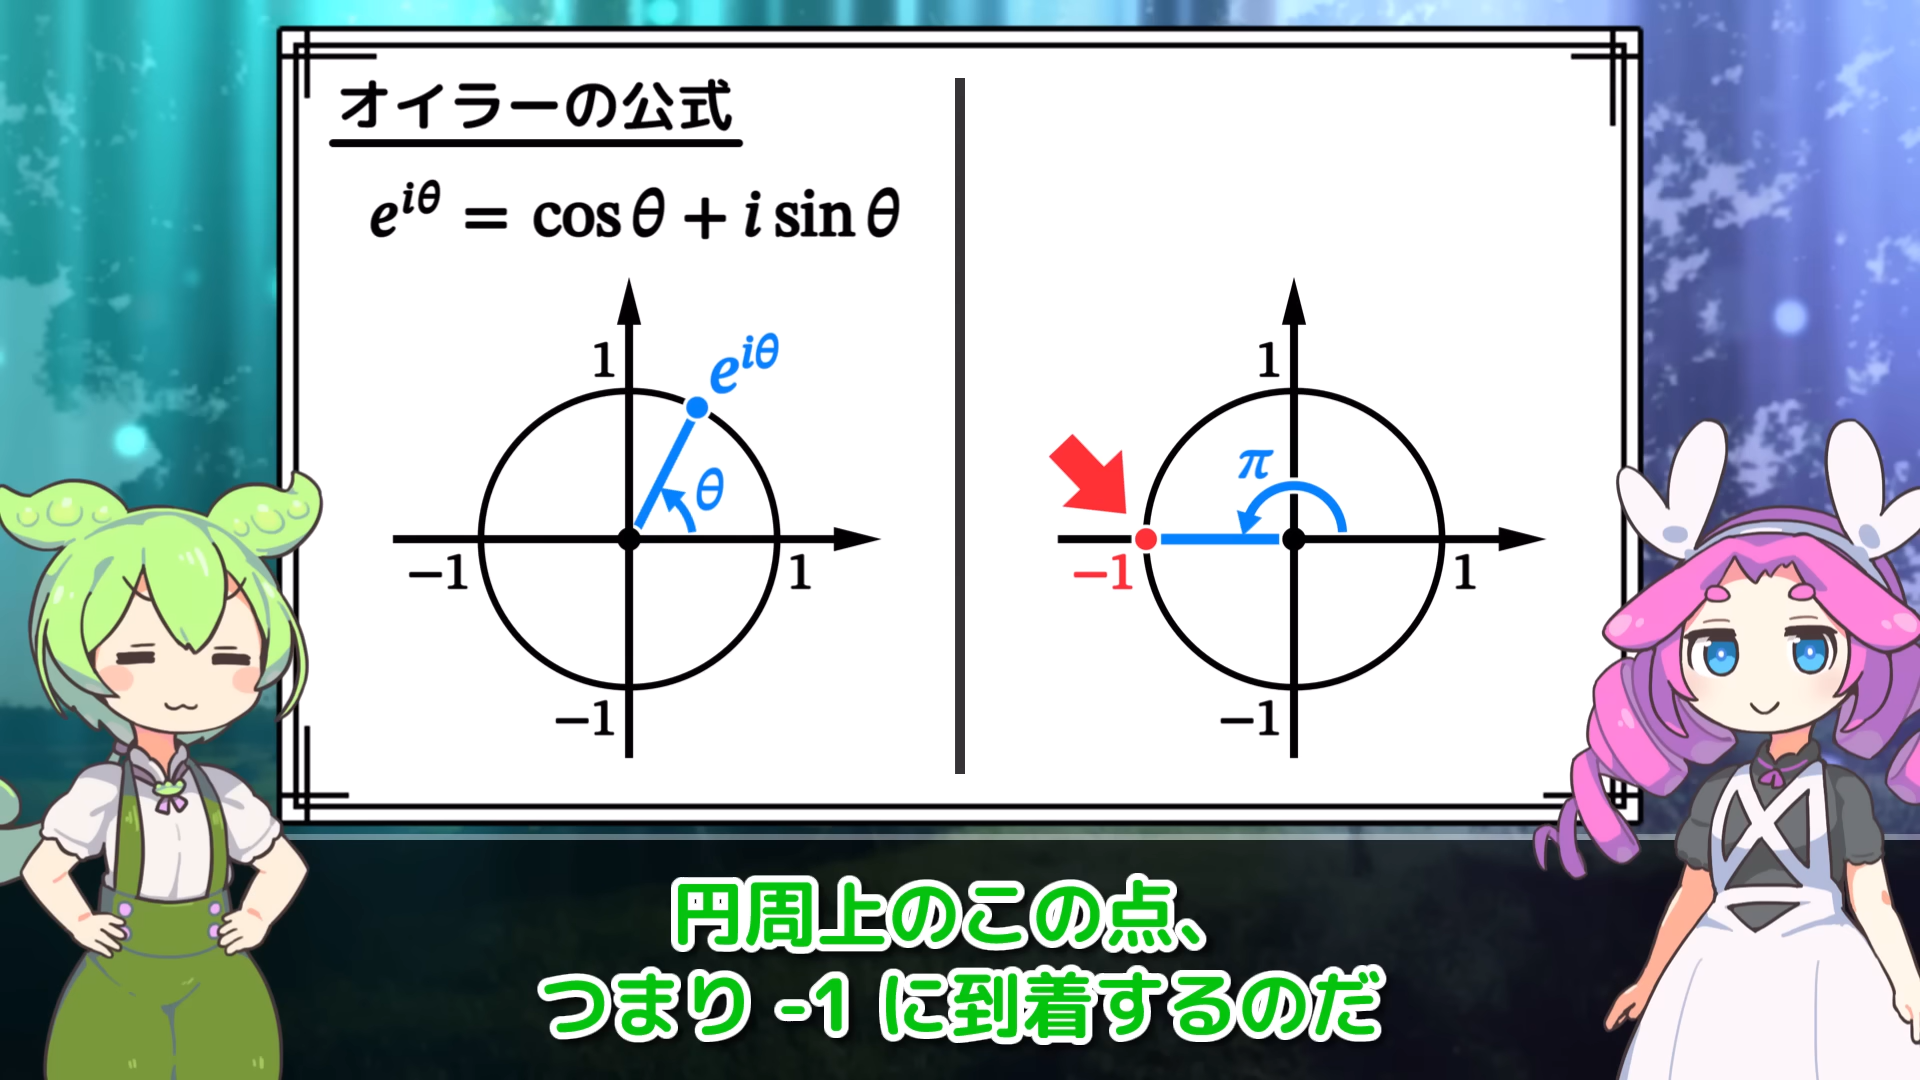 オイラーの公式
e^{iθ} = cos θ + i sin θ
1
e^{iθ}
θ
−1
1
−1
1
π
−1
1
−1
円周上のこの点、
つまり -1 に到着するのだ